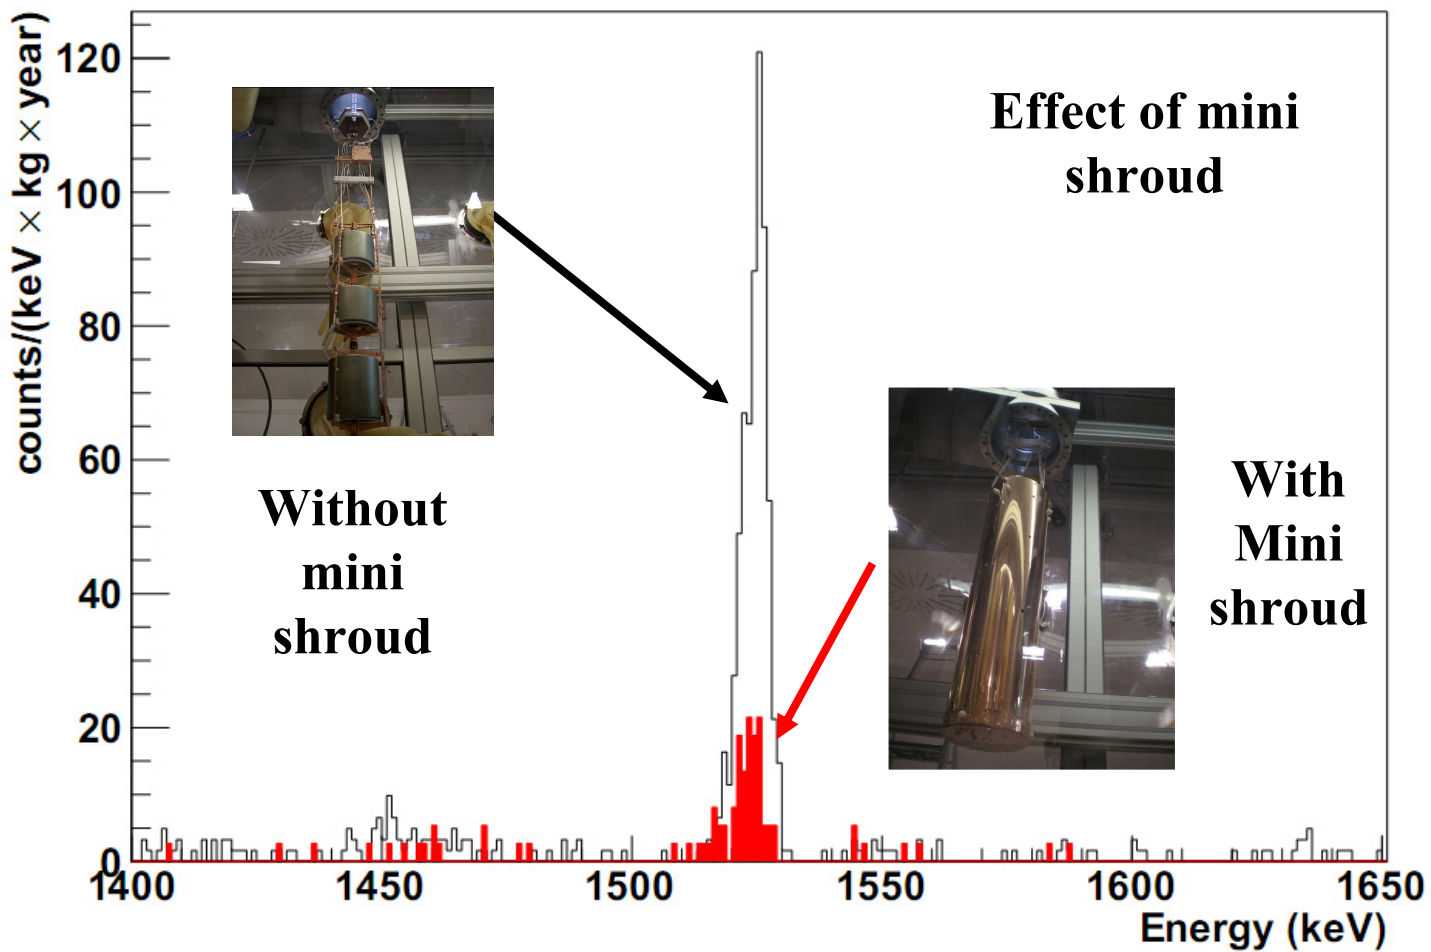 counts/(keV × kg × year)
120
100
80
60
40
20
0
Effect of mini
shroud
Without
mini
shroud
With
Mini
shroud
1400
1450
1500
1550
1600
1650
Energy (keV)